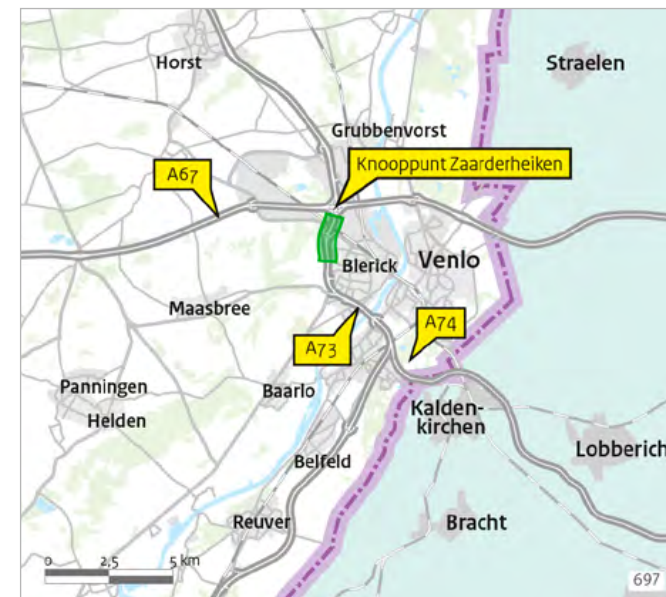 Horst
Straelen
Grubbenvorst
Knooppunt Zaarderheiken
A67
Blerick
Venlo
Maasbree
A73
A74
Panningen
Helden
Baarlo
Kalden-
kirchen
Lobberich
Belfeld
Reuver
Bracht
0 2,5 5 km
697